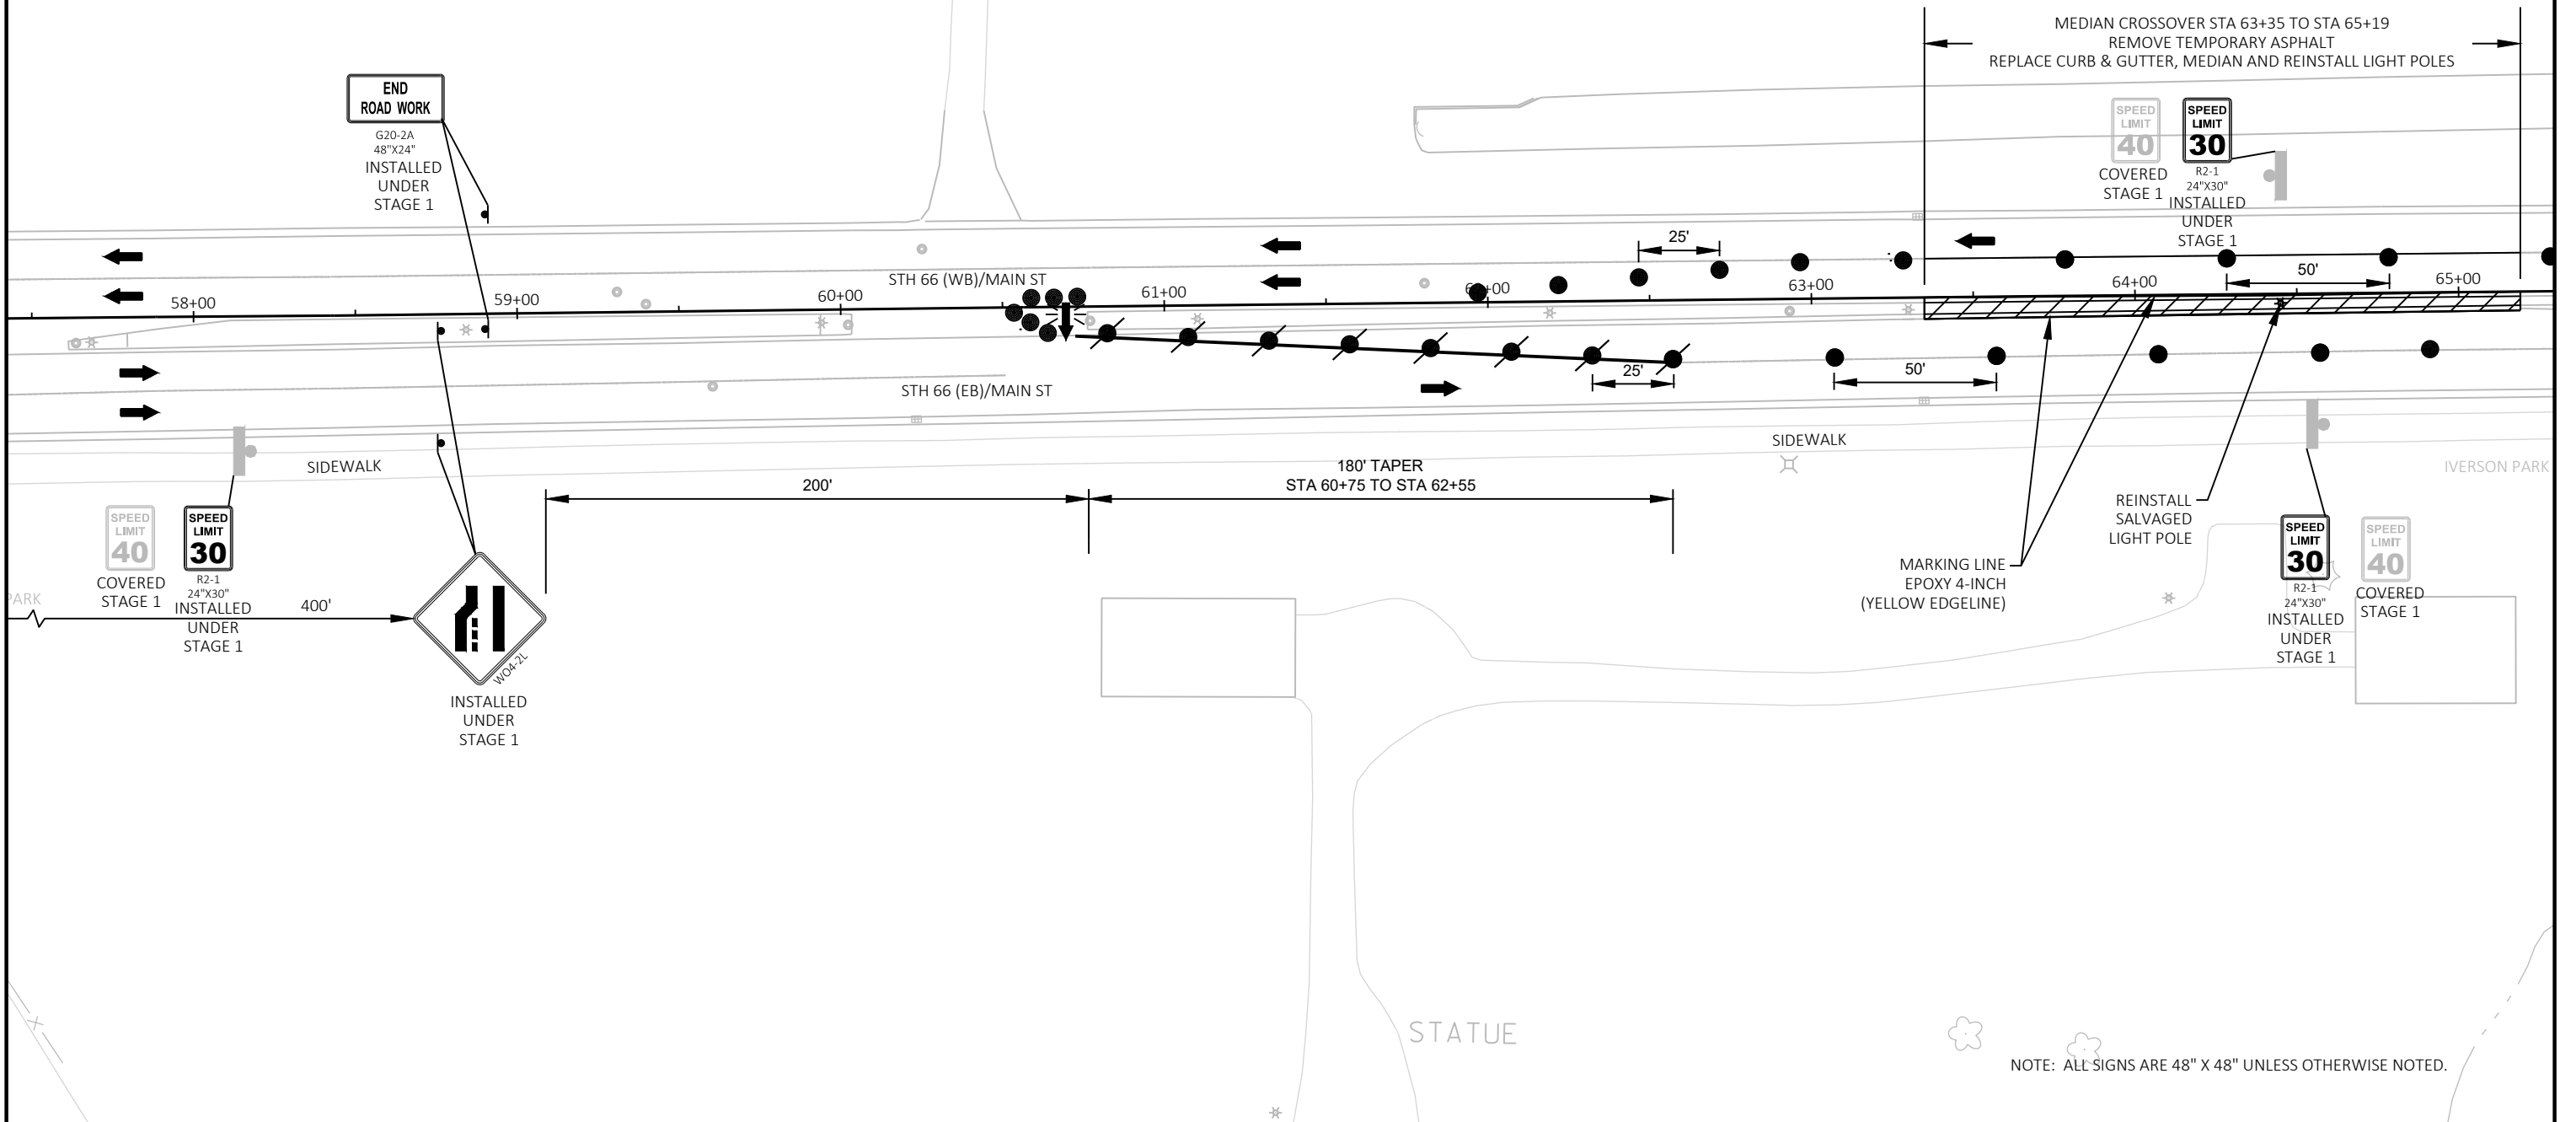 MEDIAN CROSSOVER STA 63+35 TO STA 65+19
REMOVE TEMPORARY ASPHALT
REPLACE CURB & GUTTER, MEDIAN AND REINSTALL LIGHT POLES
END
ROAD WORK
G20-2A
48"X24"
INSTALLED
UNDER
STAGE 1
SPEED
LIMIT
40
COVERED
STAGE 1
SPEED
LIMIT
30
R2-1
24"X30"
INSTALLED
UNDER
STAGE 1
25'
STH 66 (WB)/MAIN ST
58+00
59+00
60+00
61+00
63+00
64+00
65+00
50'
STH 66 (EB)/MAIN ST
25'
50'
SIDEWALK
SIDEWALK
IVERSON PARK
200'
180' TAPER
STA 60+75 TO STA 62+55
SPEED
LIMIT
40
COVERED
STAGE 1
SPEED
LIMIT
30
R2-1
24"X30"
INSTALLED
UNDER
STAGE 1
PARK
400'
WO4-2L
INSTALLED
UNDER
STAGE 1
REINSTALL
SALVAGED
LIGHT POLE
MARKING LINE
EPOXY 4-INCH
(YELLOW EDGELINE)
SPEED
LIMIT
30
R2-1
24"X30"
INSTALLED
UNDER
STAGE 1
SPEED
LIMIT
40
COVERED
STAGE 1
STATUE
NOTE: ALL SIGNS ARE 48" X 48" UNLESS OTHERWISE NOTED.